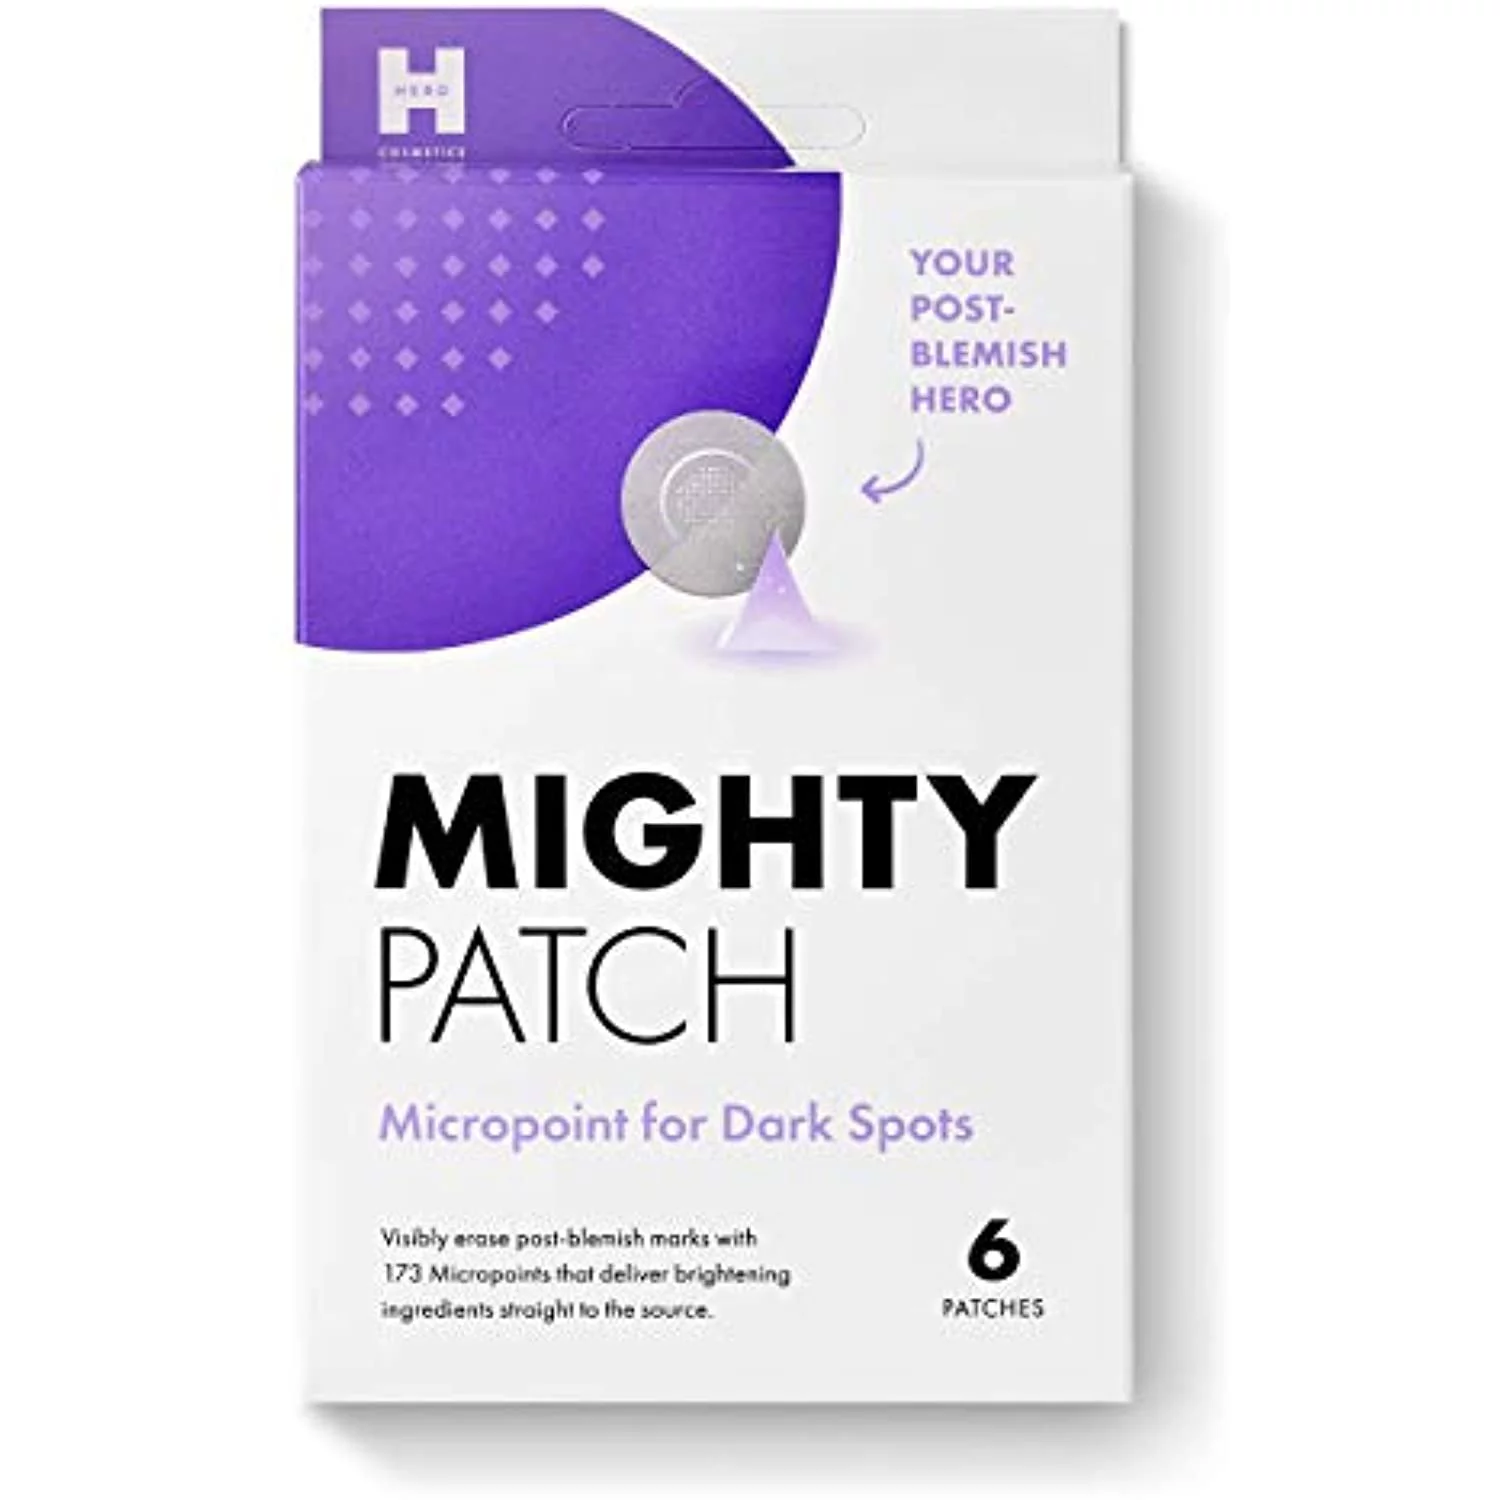 HERO
COSMETICS
YOUR
POST-
BLEMISH
HERO
MIGHTY
PATCH
Micropoint for Dark Spots
Visibly erase post-blemish marks with
173 Micropoints that deliver brightening
ingredients straight to the source.
6
PATCHES